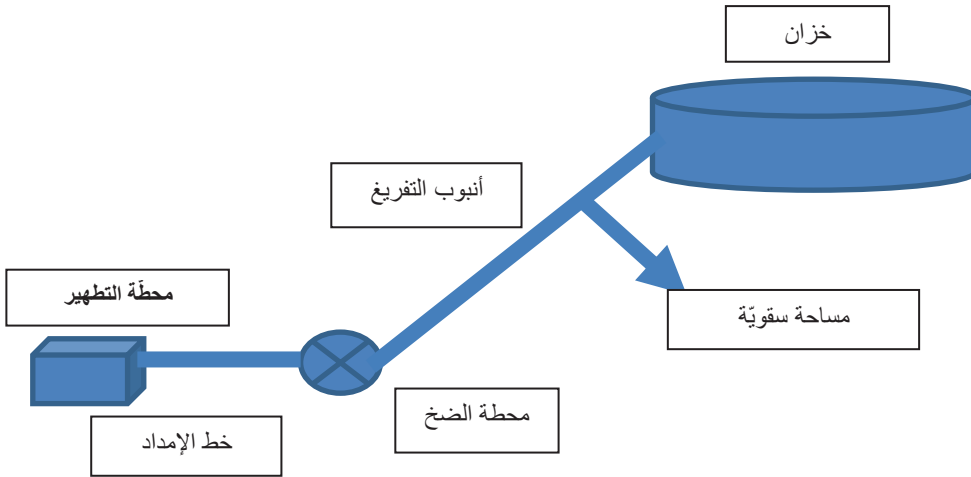 خزان
أنبوب التفريغ
محطّة التطهير
مساحة سقويّة
محطة الضخ
خط الإمداد